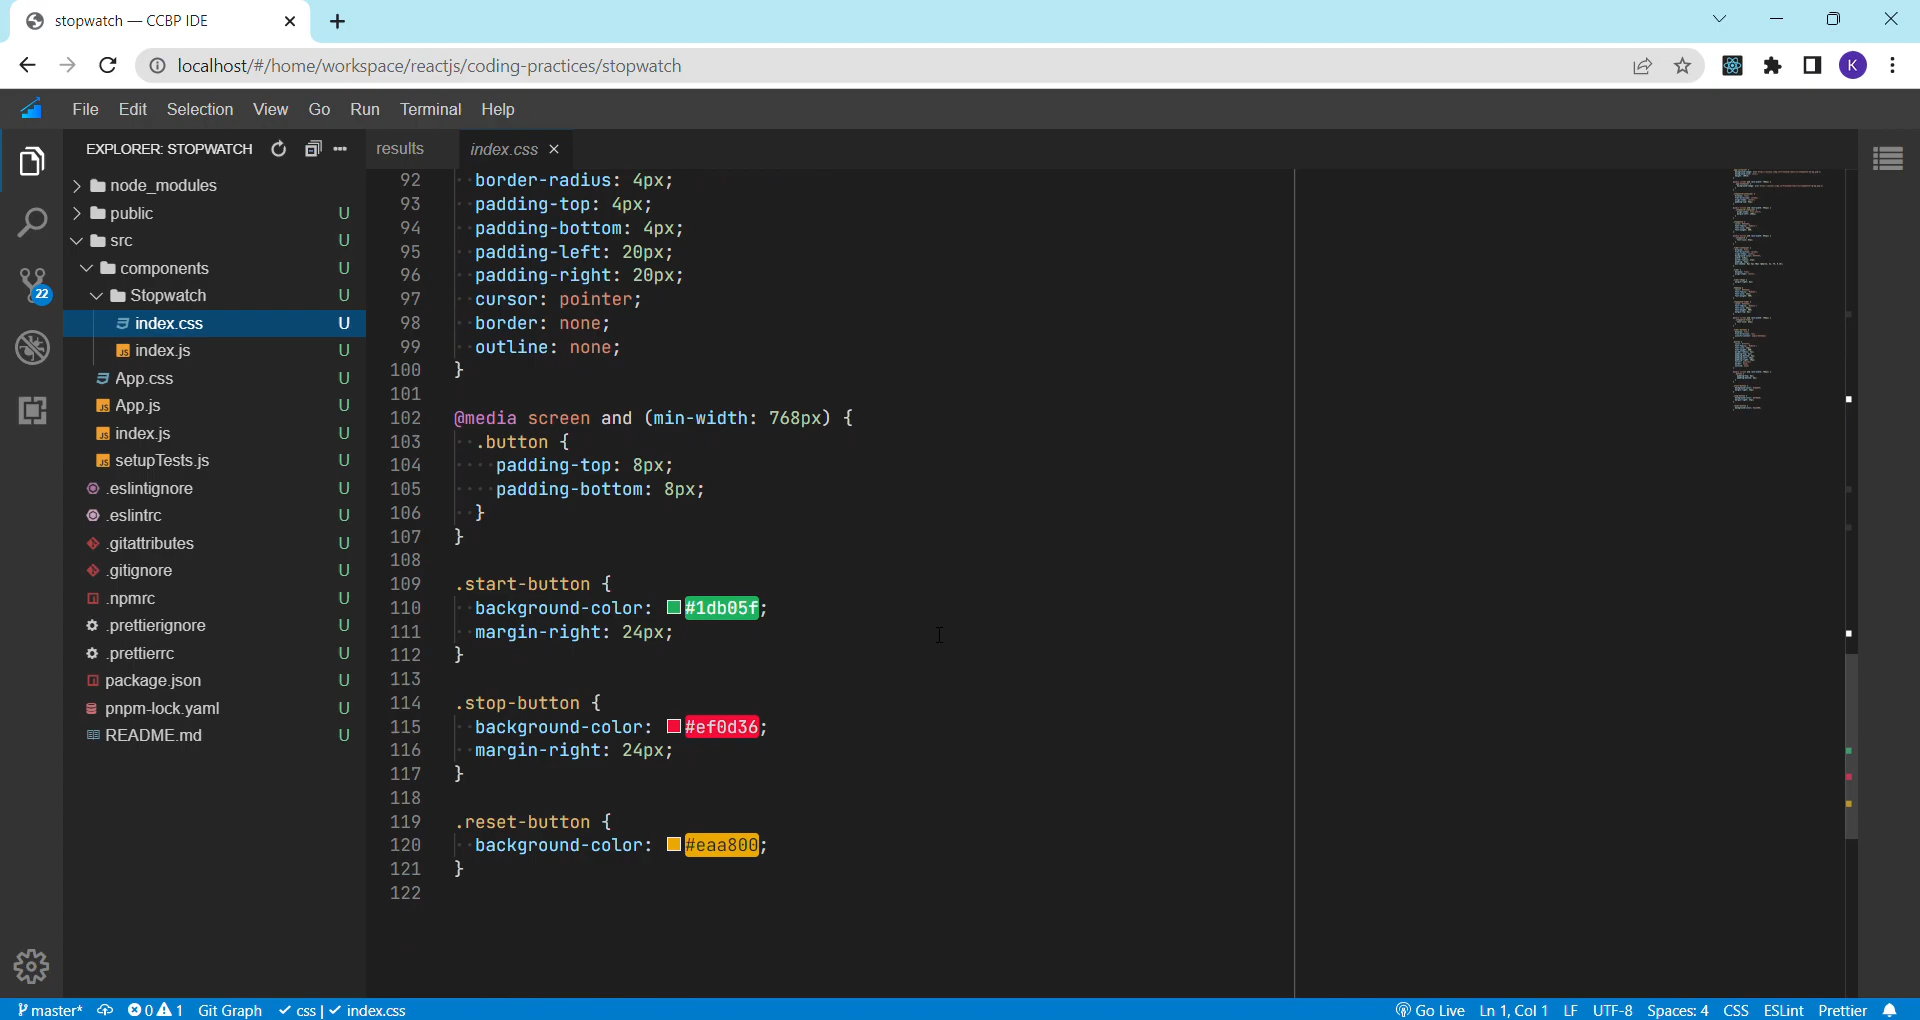 stopwatch — CCBP IDE
localhost/#/home/workspace/reactjs/coding-practices/stopwatch
K
File Edit Selection View Go Run Terminal Help
EXPLORER: STOPWATCH
results
index.css
node_modules
public U
src U
components U
Stopwatch U
index.css U
index.js U
App.css U
App.js U
index.js U
setupTests.js U
.eslintignore U
.eslintrc U
.gitattributes U
.gitignore U
.npmrc U
.prettierignore U
.prettierrc U
package.json U
pnpm-lock.yaml U
README.md U
22
92 border-radius: 4px;
93 padding-top: 4px;
94 padding-bottom: 4px;
95 padding-left: 20px;
96 padding-right: 20px;
97 cursor: pointer;
98 border: none;
99 outline: none;
100 }
101
102 @media screen and (min-width: 768px) {
103 .button {
104 padding-top: 8px;
105 padding-bottom: 8px;
106 }
107 }
108
109 .start-button {
110 background-color: #1db05f;
111 margin-right: 24px;
112 }
113
114 .stop-button {
115 background-color: #ef0d36;
116 margin-right: 24px;
117 }
118
119 .reset-button {
120 background-color: #eaa800;
121 }
122
master* 0 1 Git Graph css | index.css Go Live Ln 1, Col 1 LF UTF-8 Spaces: 4 CSS ESLint Prettier